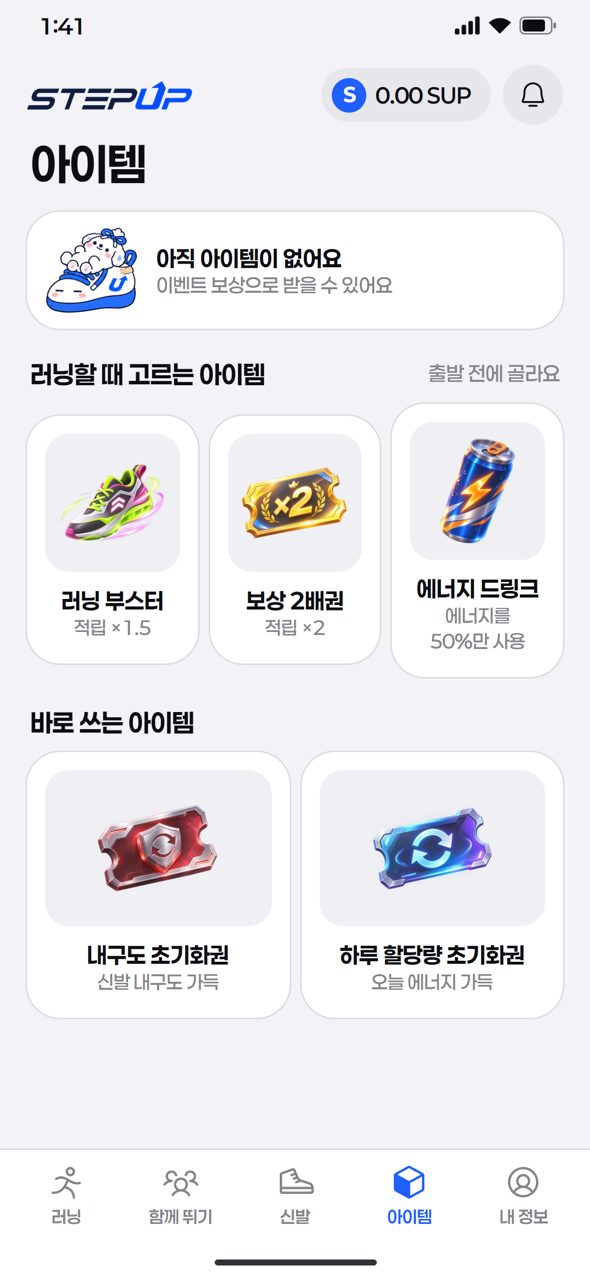 1:41
STEPUP
S 0.00 SUP
아이템
아직 아이템이 없어요
이벤트 보상으로 받을 수 있어요
러닝할 때 고르는 아이템
출발 전에 골라요
×2
러닝 부스터
적립 ×1.5
보상 2배권
적립 ×2
에너지 드링크
에너지를
50%만 사용
바로 쓰는 아이템
내구도 초기화권
신발 내구도 가득
하루 할당량 초기화권
오늘 에너지 가득
러닝
함께 뛰기
신발
아이템
내 정보